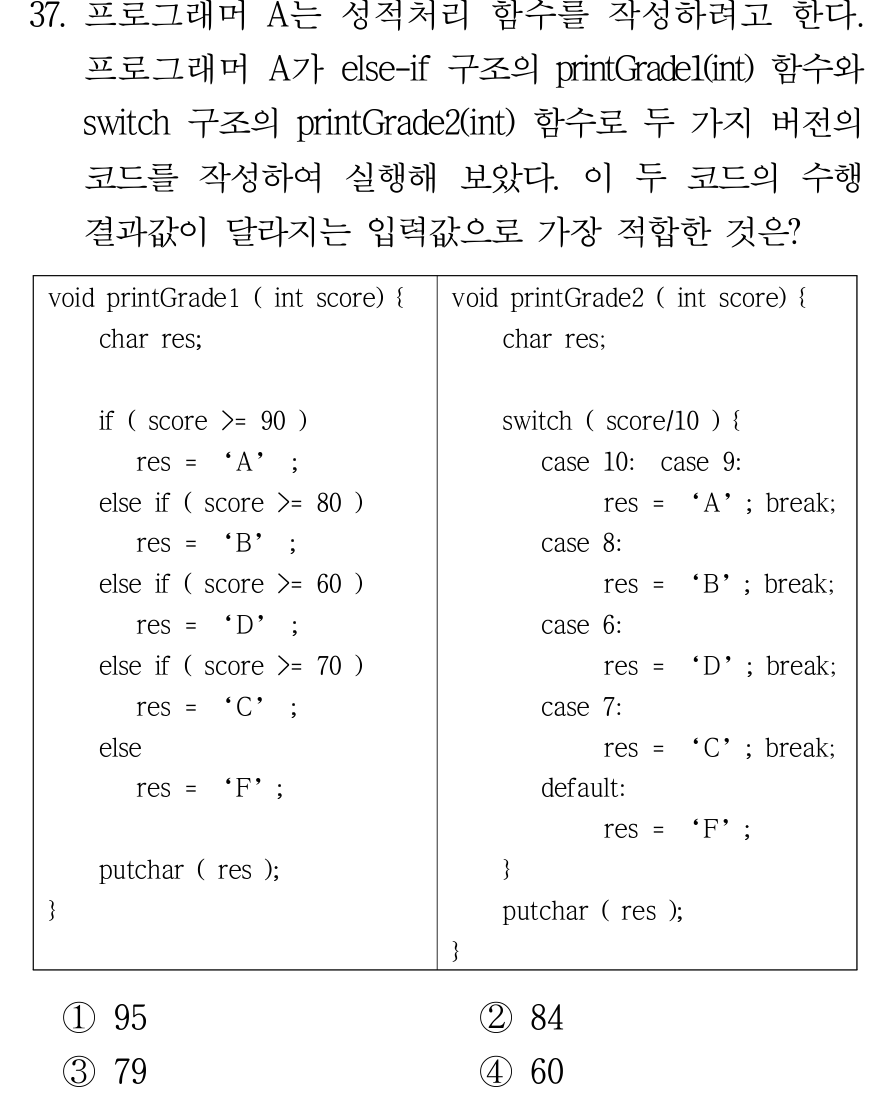 37. 프로그래머 A는 성적처리 함수를 작성하려고 한다.
프로그래머 A가 else-if 구조의 printGrade1(int) 함수와
switch 구조의 printGrade2(int) 함수로 두 가지 버전의
코드를 작성하여 실행해 보았다. 이 두 코드의 수행
결과값이 달라지는 입력값으로 가장 적합한 것은?
void printGrade1 ( int score) {
char res;
if ( score >= 90 )
res = ‘A’ ;
else if ( score >= 80 )
res = ‘B’ ;
else if ( score >= 60 )
res = ‘D’ ;
else if ( score >= 70 )
res = ‘C’ ;
else
res = ‘F’ ;
putchar ( res );
}
void printGrade2 ( int score) {
char res;
switch ( score/10 ) {
case 10: case 9:
res = ‘A’ ; break;
case 8:
res = ‘B’ ; break;
case 6:
res = ‘D’ ; break;
case 7:
res = ‘C’ ; break;
default:
res = ‘F’ ;
}
putchar ( res );
}
① 95
② 84
③ 79
④ 60